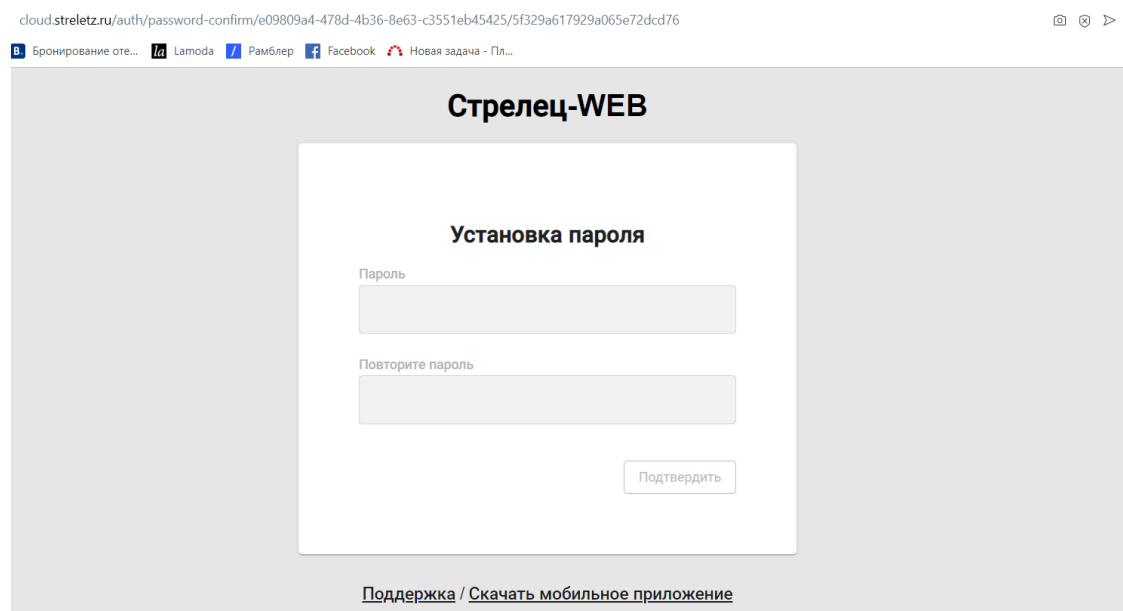 cloud.streletz.ru/auth/password-confirm/e09809a4-478d-4b36-8e63-c3551eb45425/5f329a617929a065e72dcd76
B. Бронирование оте... la Lamoda Рамблер f Facebook Новая задача - Пл...
Стрелец-WEB
Установка пароля
Пароль
Повторите пароль
Подтвердить
Поддержка / Скачать мобильное приложение